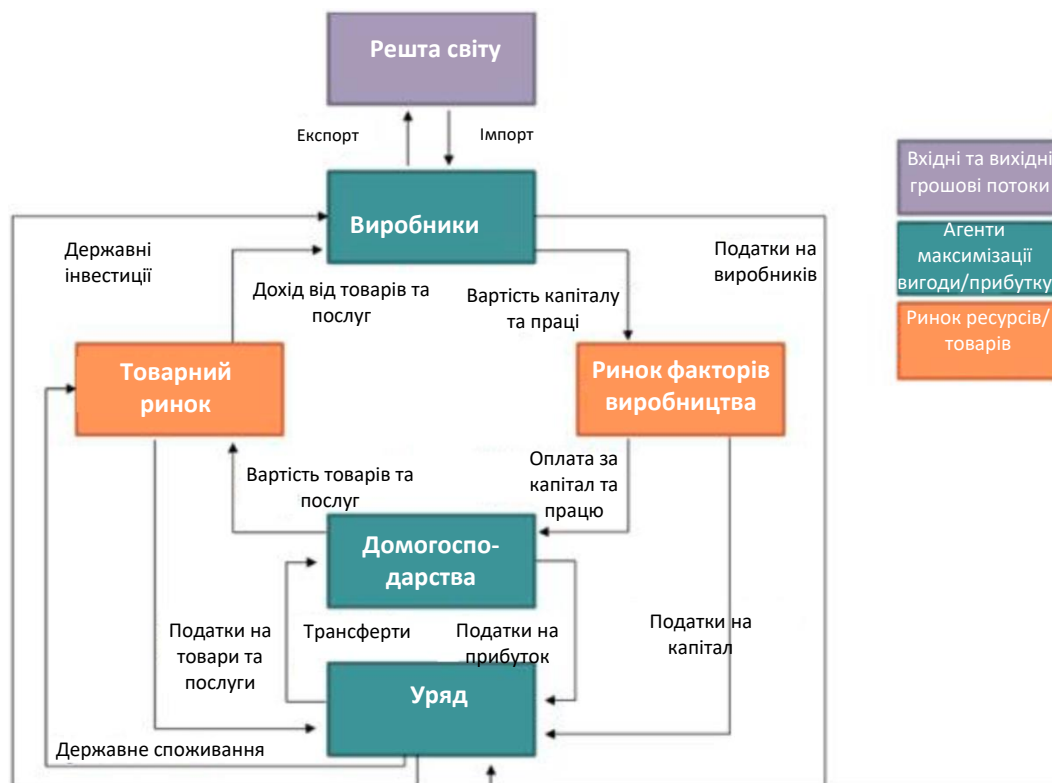 Решта світу
Експорт
Імпорт
Виробники
Державні
інвестиції
Податки на
виробників
Дохід від товарів та
послуг
Вартість капіталу
та праці
Товарний
ринок
Ринок факторів
виробництва
Вартість товарів та
послуг
Оплата за
капітал та
працю
Домогоспо-
дарства
Податки на
товари та
послуги
Трансферти
Податки на
прибуток
Податки на
капітал
Уряд
Державне споживання
Вхідні та вихідні
грошові потоки
Агенти
максимізації
вигоди/прибутку
Ринок ресурсів/
товарів